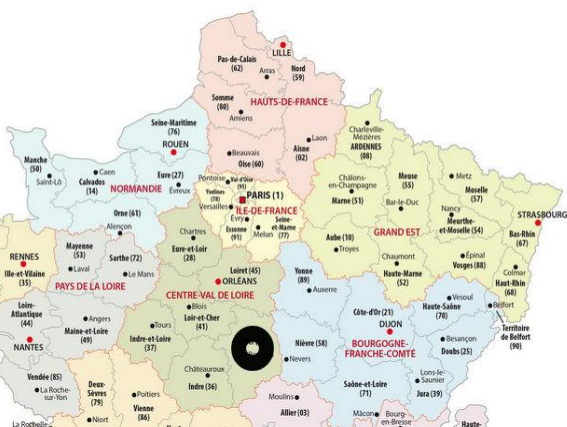 LILLE
Pas-de-Calais
(62)
Arras
Nord
(59)
Somme
(80)
HAUTS-DE-FRANCE
Amiens
Seine-Maritime
(76)
ROUEN
Beauvais
Oise (60)
Laon
Aisne
(02)
Charleville-
Mézières
ARDENNES
(08)
Manche
(50)
Saint-Lô
Caen
Calvados
(14)
Eure (27)
Evreux
NORMANDIE
Orne (61)
Alençon
Pontoise
Val-d'Oise
(95)
Yvelines
(78)
Versailles
PARIS (1)
ÎLE-DE-FRANCE
Évry
Essonne
(91)
Melun
Seine-
et-Marne
(77)
Châlons-
en-Champagne
Marne (51)
Meuse
(55)
Bar-le-Duc
Metz
Moselle
(57)
Nancy
Meurthe-
et-Moselle (54)
STRASBOURG
Bas-Rhin
(67)
GRAND EST
Aube (10)
Troyes
Chaumont
Haute-Marne
(52)
Épinal
Vosges (88)
Colmar
Haut-Rhin
(68)
RENNES
Ille-et-Vilaine
(35)
Mayenne
(53)
Laval
Sarthe (72)
Le Mans
PAYS DE LA LOIRE
Chartres
Eure-et-Loir
(28)
Loiret (45)
ORLÉANS
CENTRE-VAL DE LOIRE
Blois
Loir-et-Cher
(41)
Yonne
(89)
Auxerre
Côte-d'Or (21)
DIJON
Haute-Saône
(70)
Vesoul
Belfort
Territoire
de Belfort
(90)
Loire-
Atlantique
(44)
NANTES
Angers
Maine-et-Loire
(49)
Tours
Indre-et-Loire
(37)
Nièvre (58)
Nevers
BOURGOGNE-
FRANCHE-COMTÉ
Besançon
Doubs (25)
Vendée (85)
La Roche-
sur-Yon
Deux-
Sèvres
(79)
Niort
Poitiers
Vienne
(86)
Châteauroux
Indre (36)
Moulins
Allier (03)
Saône-et-Loire
(71)
Mâcon
Lons-le-
Saunier
Jura (39)
Bourg-
en-Bresse
La Rochelle
Haute-